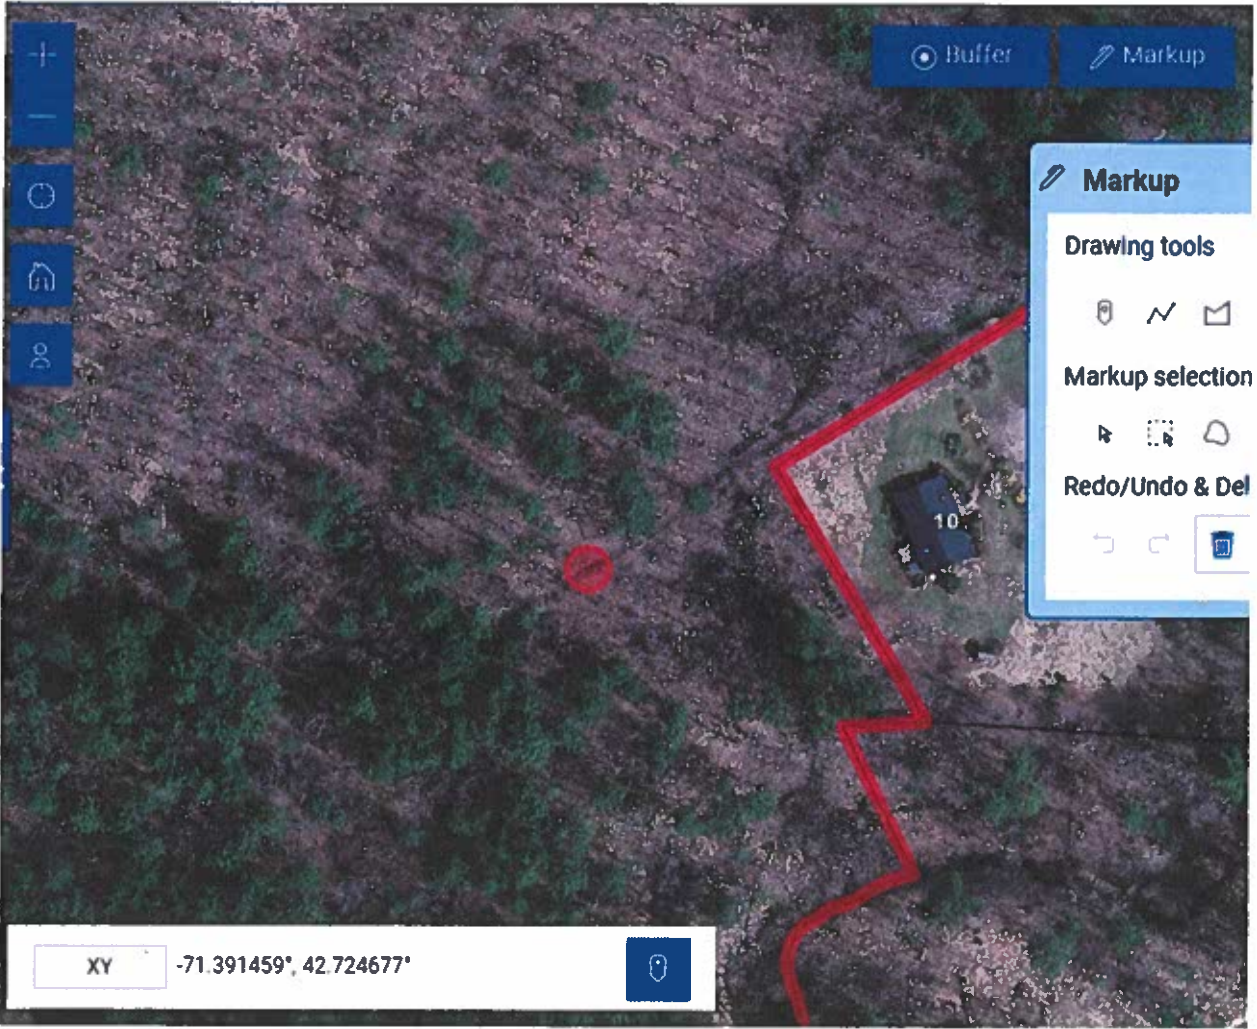 Buffer
Markup
Markup
Drawing tools
Markup selection
10
Redo/Undo & Del
XY
-71.391459°, 42.724677°